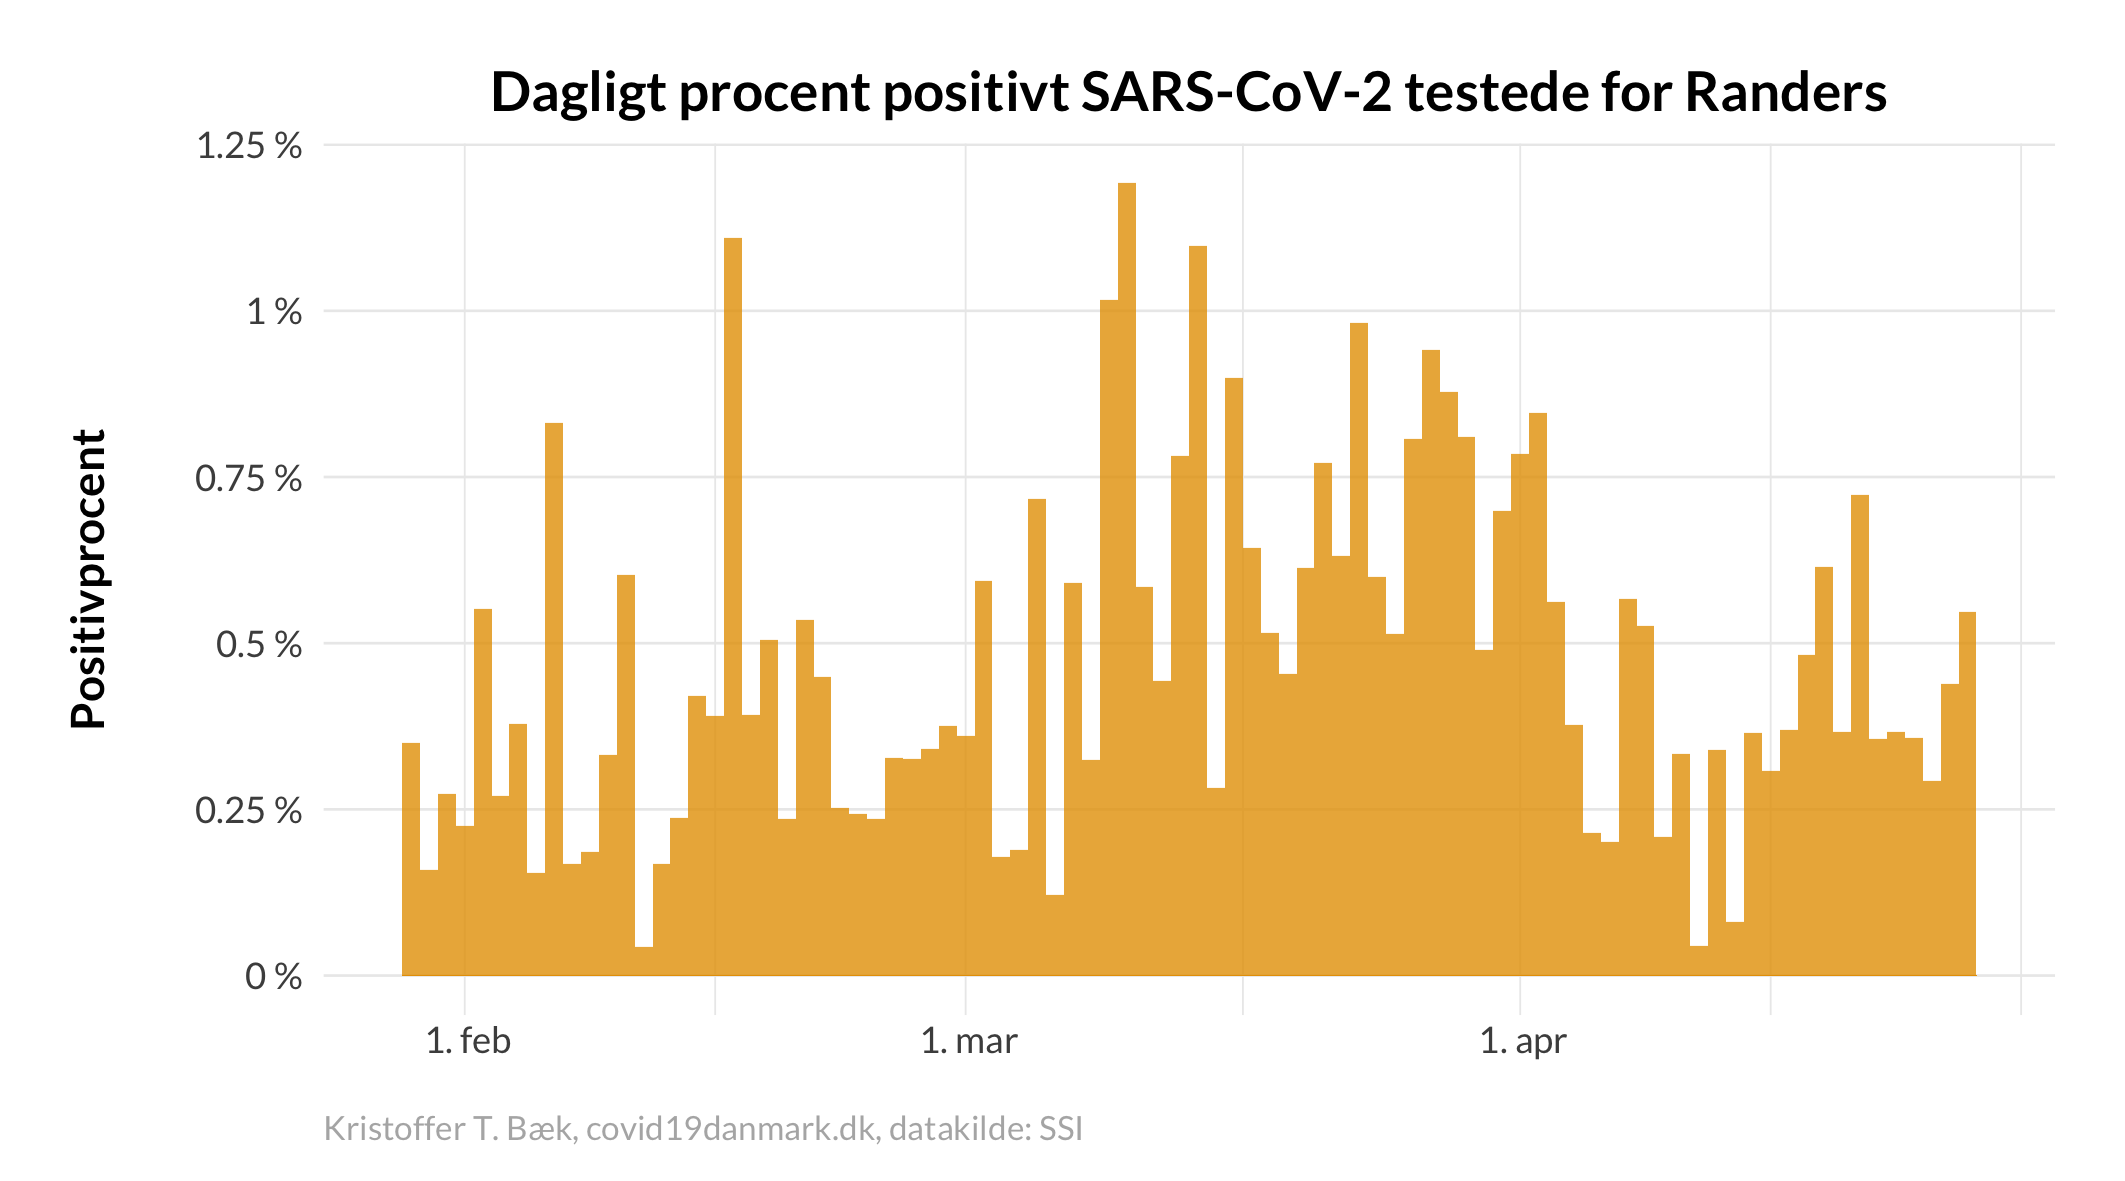 Dagligt procent positivt SARS-CoV-2 testede for Randers
1.25 %
1 %
0.75 %
0.5 %
0.25 %
0 %
Positivprocent
1. feb
1. mar
1. apr
Kristoffer T. Bæk, covid19danmark.dk, datakilde: SSI